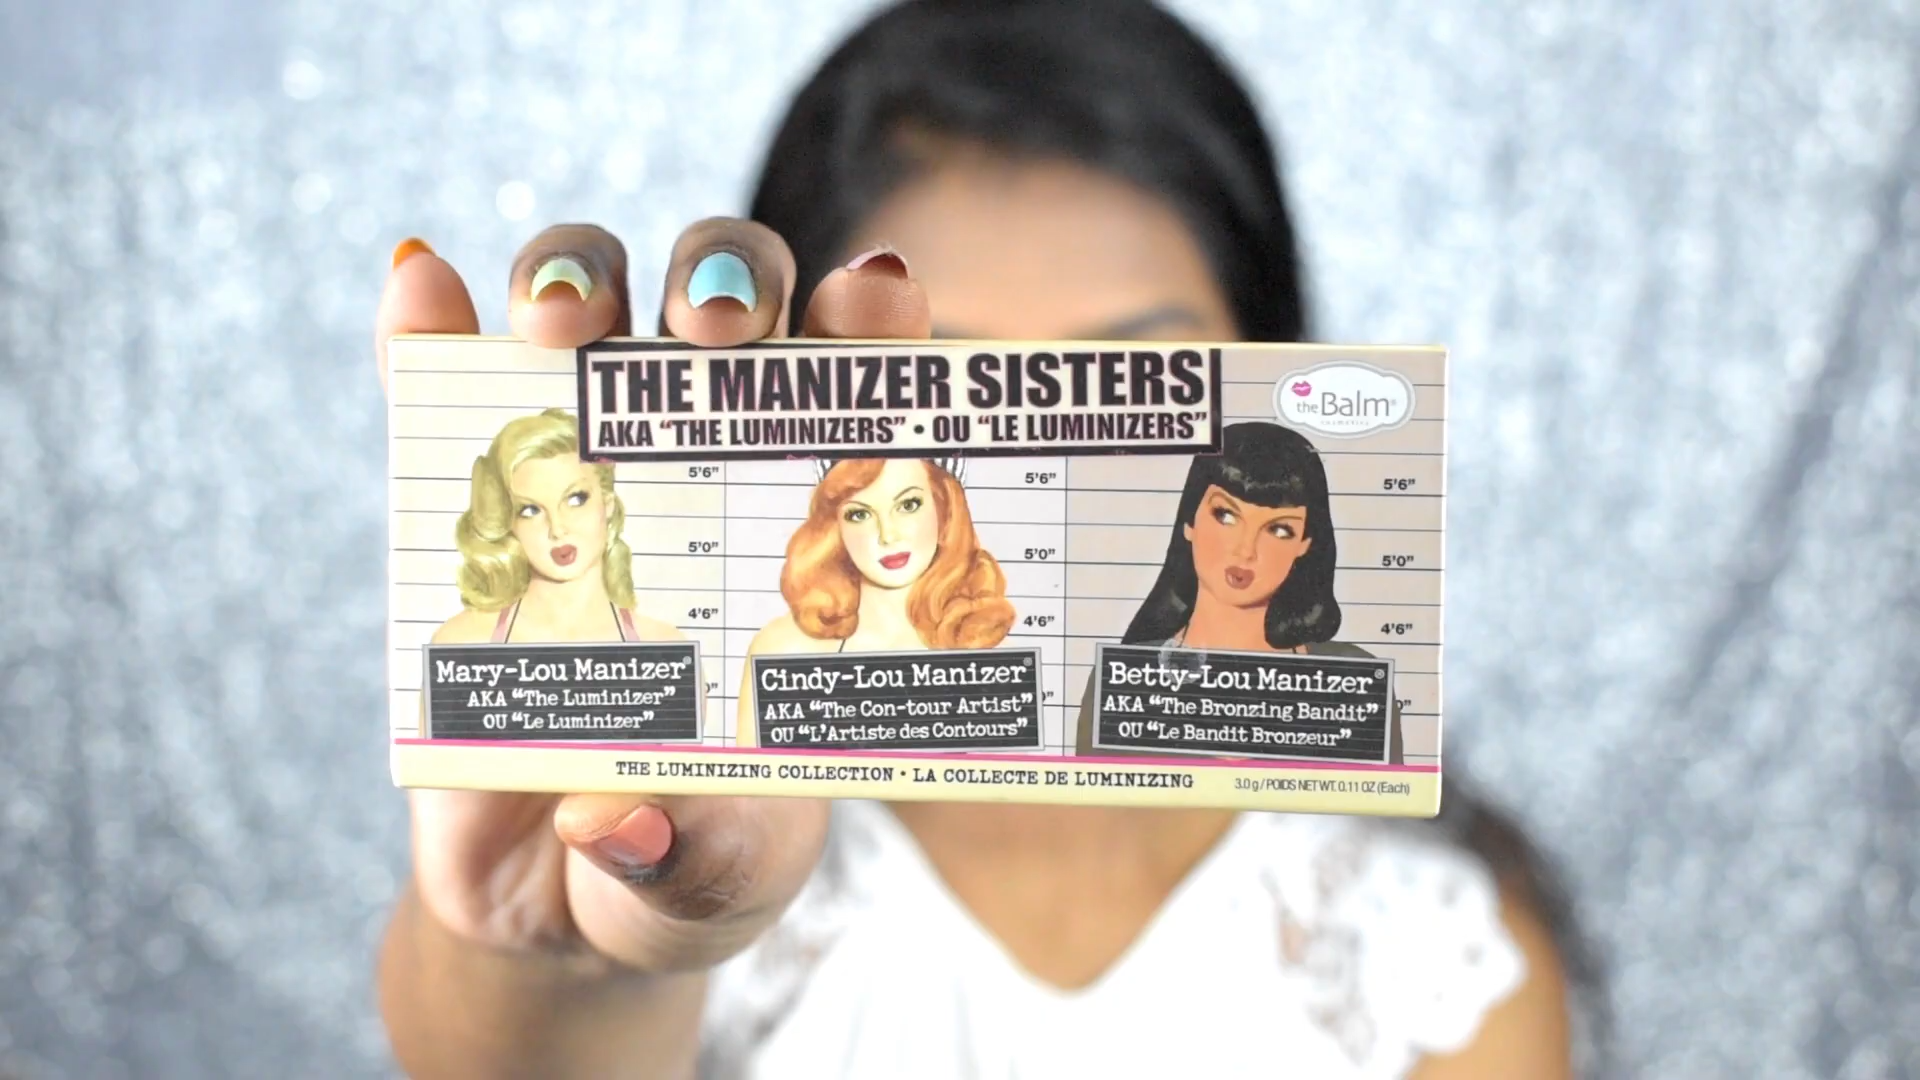 THE MANIZER SISTERS
AKA "THE LUMINIZERS" • OU "LE LUMINIZERS"
theBalm®
cosmetics
5'6"
5'6"
5'6"
5'0"
5'0"
5'0"
4'6"
4'6"
4'6"
Mary-Lou Manizer®
AKA "The Luminizer"
OU "Le Luminizer"
Cindy-Lou Manizer®
AKA "The Con-tour Artist"
OU "L'Artiste des Contours"
Betty-Lou Manizer®
AKA "The Bronzing Bandit"
OU "Le Bandit Bronzeur"
THE LUMINIZING COLLECTION • LA COLLECTE DE LUMINIZING
3.0 g / POIDS NET WT. 0.11 OZ (Each)